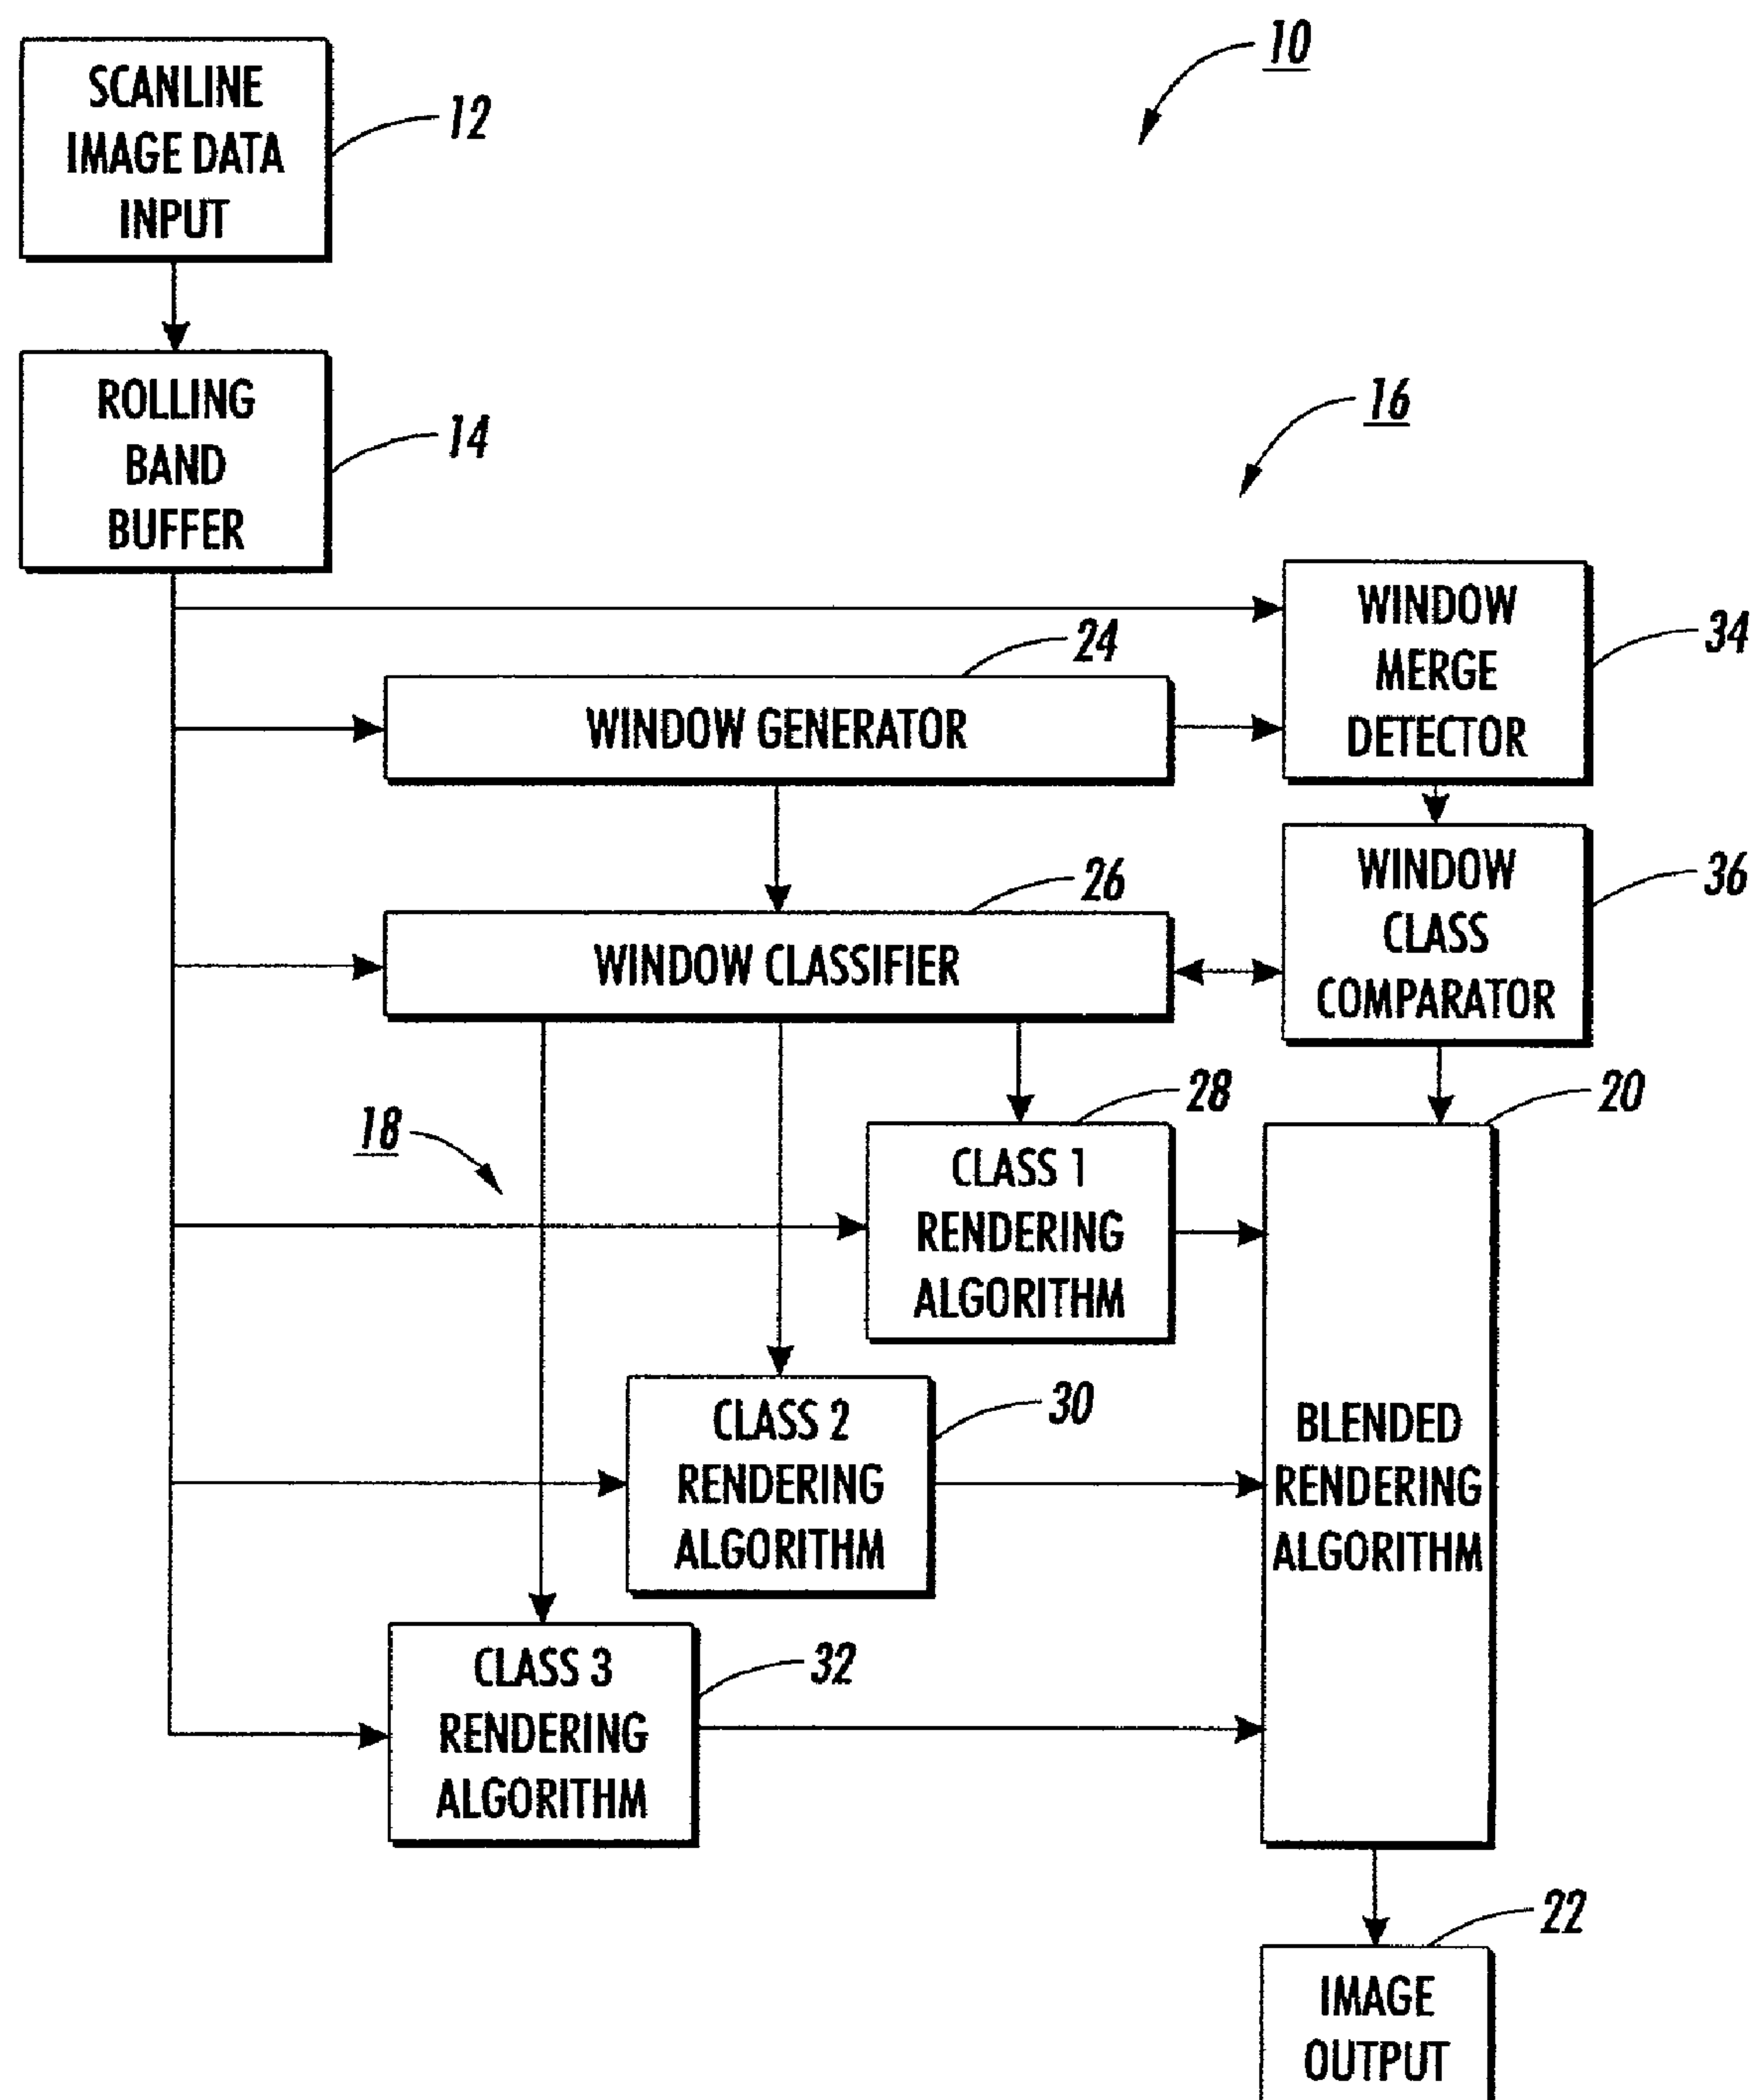 10
SCANLINE
IMAGE DATA
INPUT
12
ROLLING
BAND
BUFFER
14
16
WINDOW
MERGE
DETECTOR
34
24
WINDOW GENERATOR
WINDOW
CLASS
COMPARATOR
36
26
WINDOW CLASSIFIER
18
28
20
CLASS 1
RENDERING
ALGORITHM
CLASS 2
RENDERING
ALGORITHM
30
BLENDED
RENDERING
ALGORITHM
CLASS 3
RENDERING
ALGORITHM
32
22
IMAGE
OUTPUT